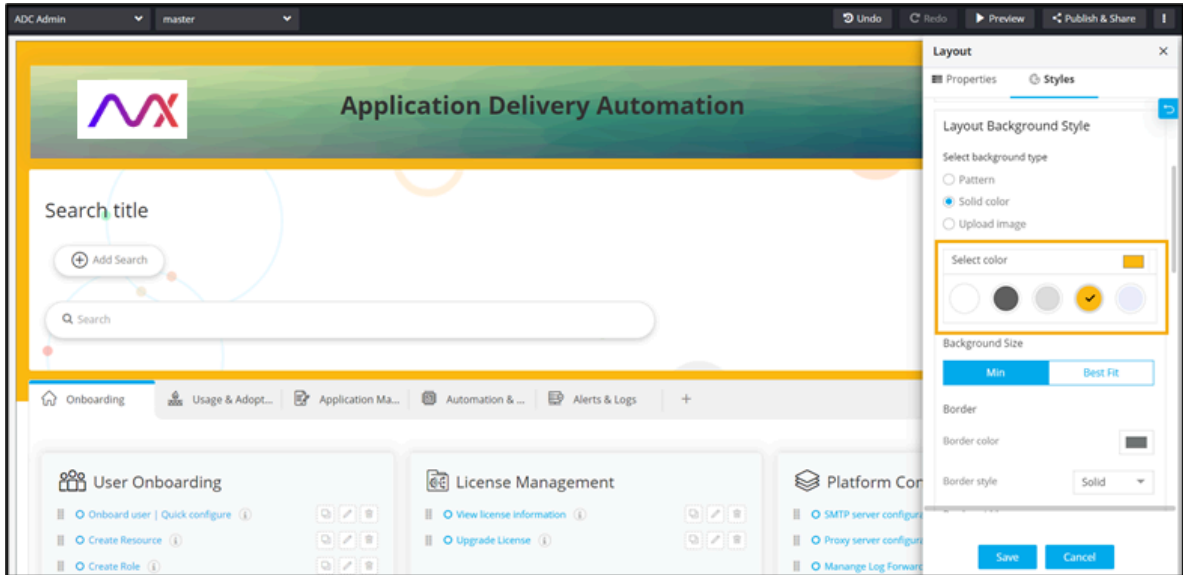 ADC Admin master Undo Redo Preview Publish & Share
Layout
Properties Styles
Application Delivery Automation
Layout Background Style
Select background type
Pattern
Solid color
Upload image
Search title
Add Search
Search
Select color
Background Size
Min Best Fit
Border
Border color
Border style Solid
Onboarding Usage & Adopt... Application Ma... Automation & ... Alerts & Logs +
User Onboarding
Onboard user | Quick configure
Create Resource
Create Role
License Management
View license information
Upgrade License
Platform Con
SMTP server configura
Proxy server configura
Manange Log Forward
Save Cancel